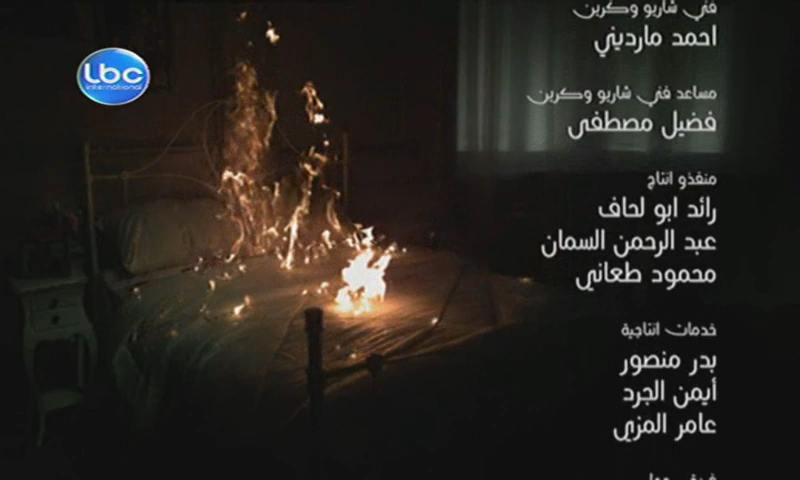 lbc
international
فني شاريو وكرين
احمد مارديني
مساعد فني شاريو وكرين
فضيل مصطفى
منفذو انتاج
رائد ابو لحاف
عبد الرحمن السمان
محمود طعاني
خدمات انتاجية
بدر منصور
أيمن الجرد
عامر المزي